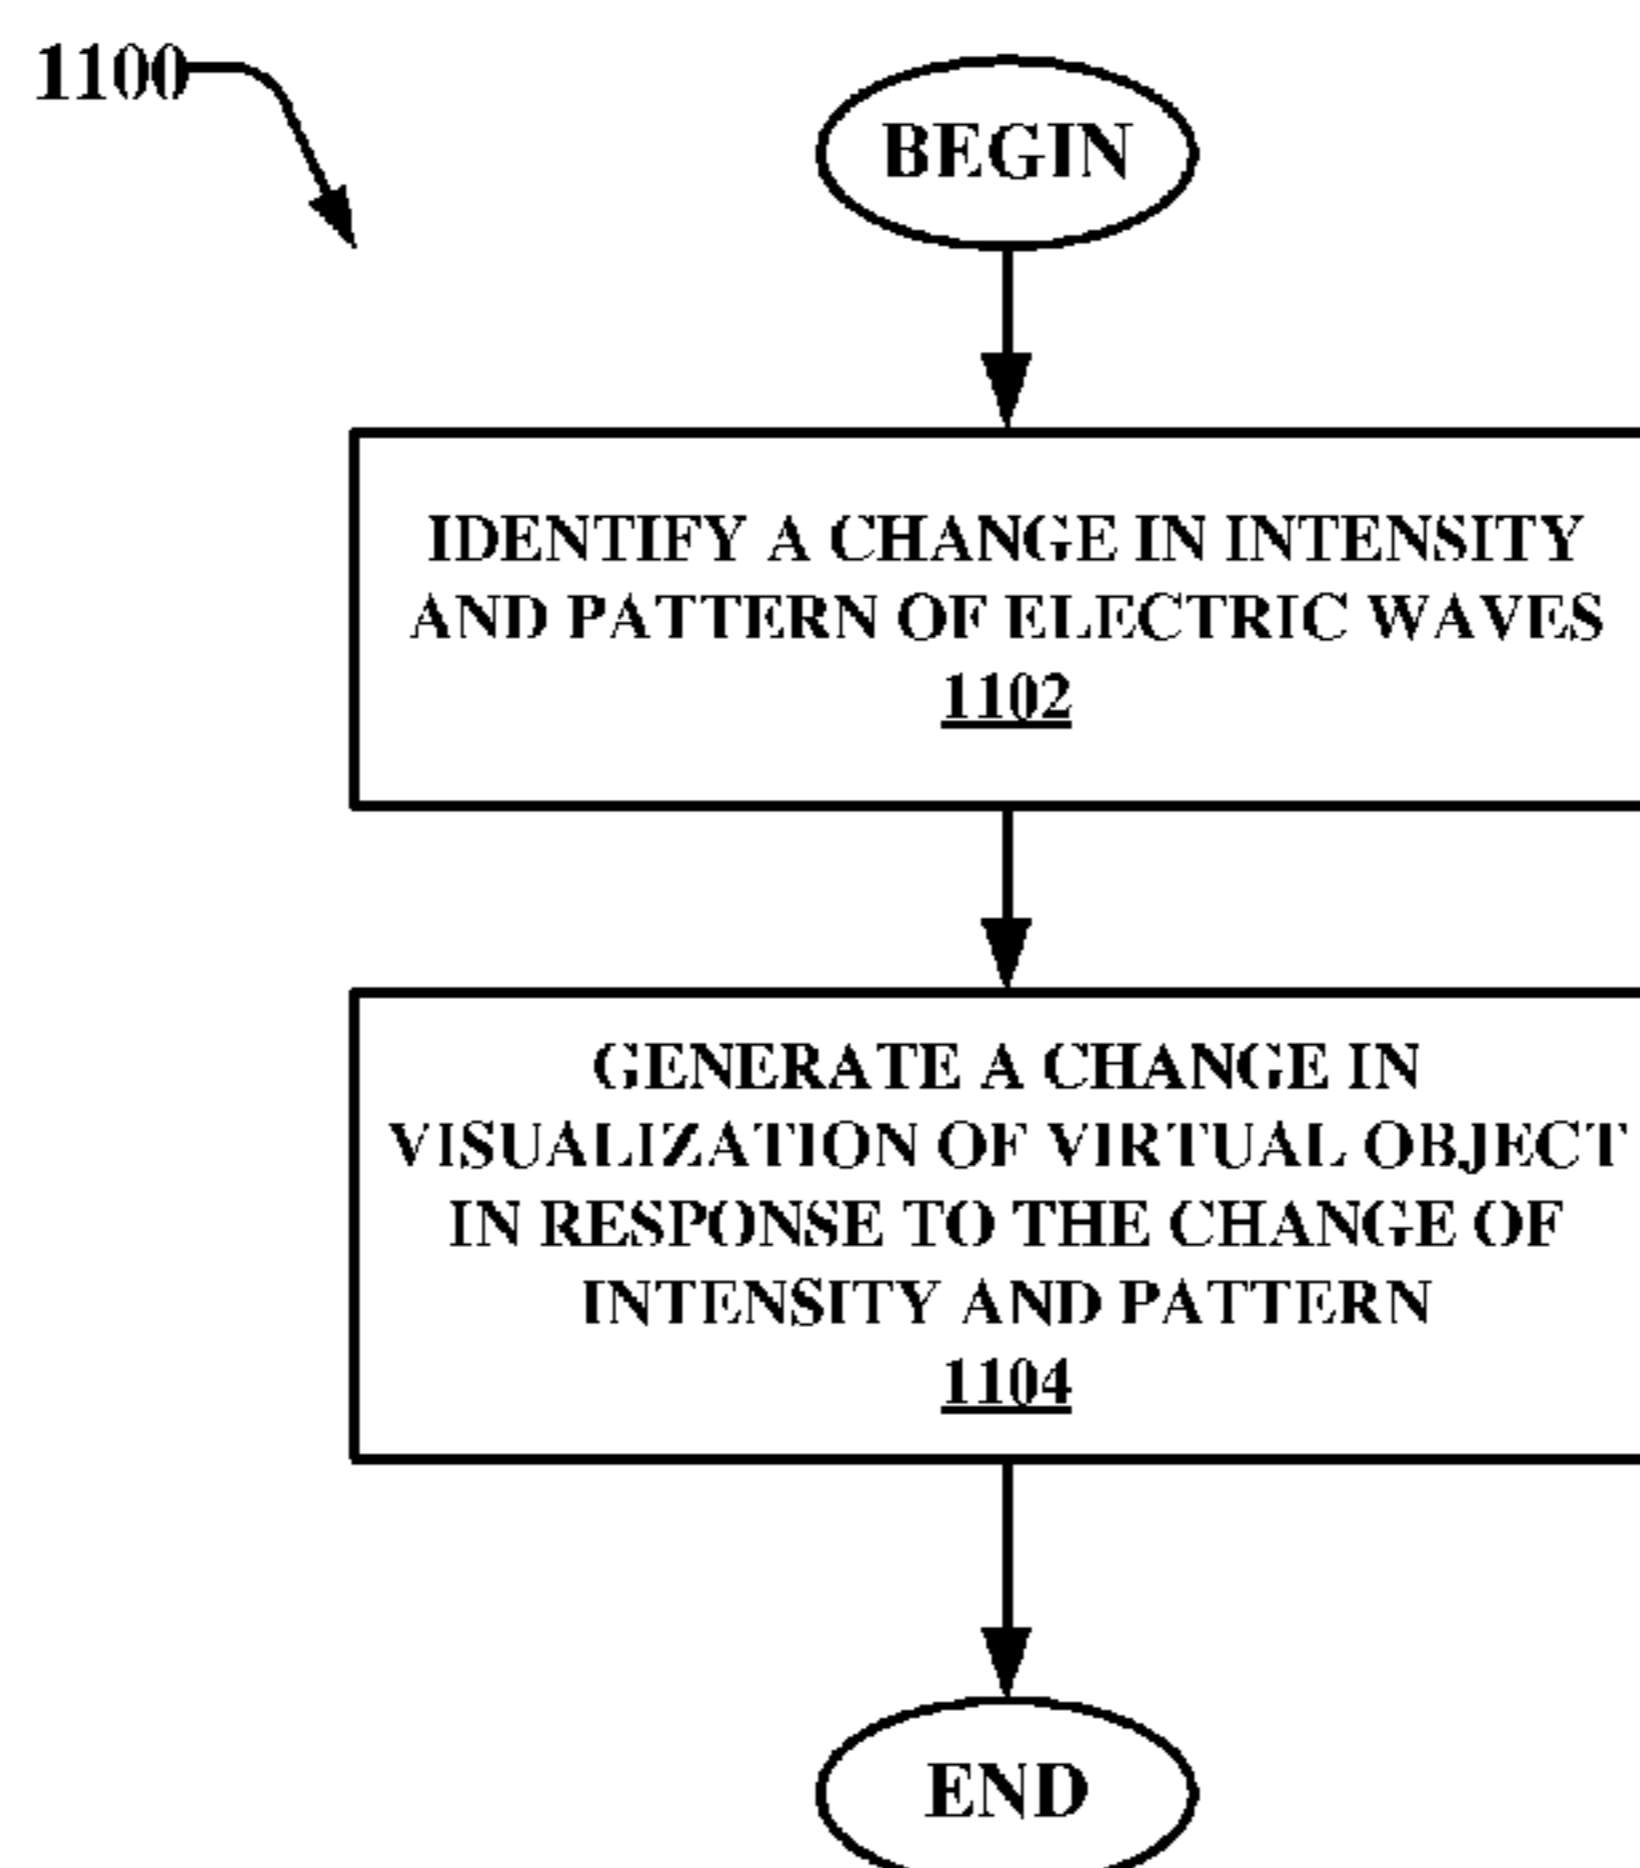 1100
BEGIN
IDENTIFY A CHANGE IN INTENSITY
AND PATTERN OF ELECTRIC WAVES
1102
GENERATE A CHANGE IN
VISUALIZATION OF VIRTUAL OBJECT
IN RESPONSE TO THE CHANGE OF
INTENSITY AND PATTERN
1104
END